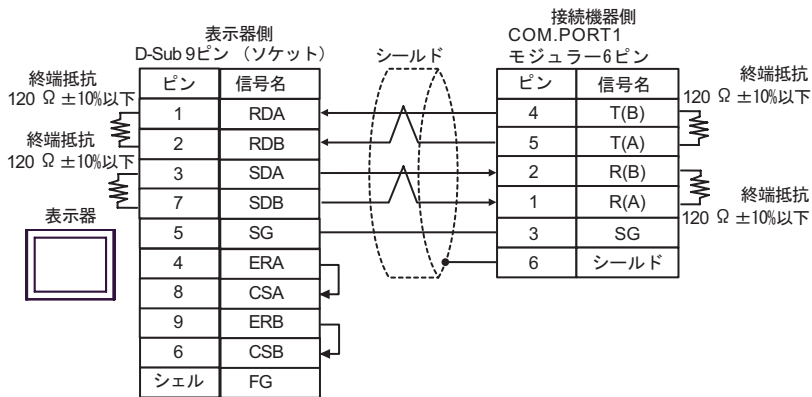 表示器側
D-Sub 9ピン （ソケット）
シールド
接続機器側
COM.PORT1
モジュラー6ピン
終端抵抗
120 Ω ±10%以下
終端抵抗
120 Ω ±10%以下
表示器
ピン 信号名
1 RDA
2 RDB
3 SDA
7 SDB
5 SG
4 ERA
8 CSA
9 ERB
6 CSB
シェル FG
ピン 信号名
4 T(B)
5 T(A)
2 R(B)
1 R(A)
3 SG
6 シールド
終端抵抗
120 Ω ±10%以下
終端抵抗
120 Ω ±10%以下